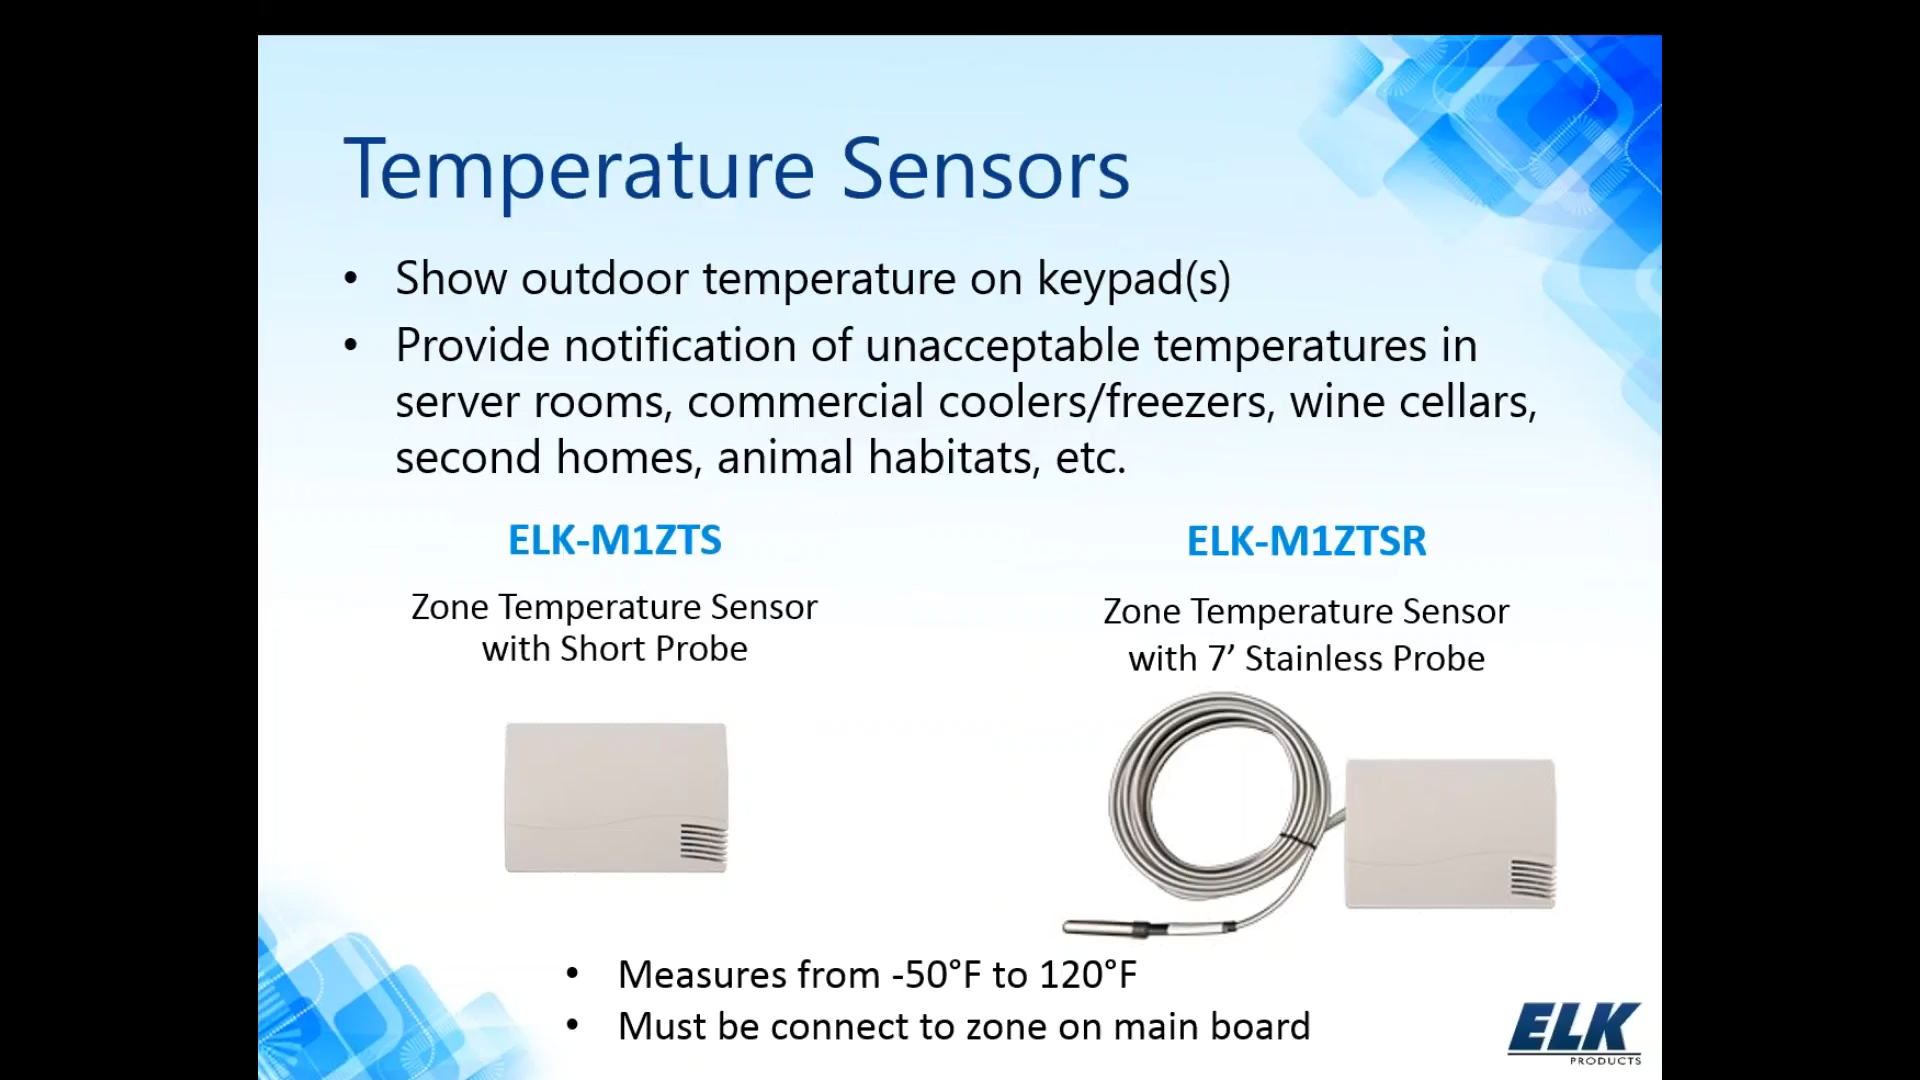 Temperature Sensors
• Show outdoor temperature on keypad(s)
• Provide notification of unacceptable temperatures in
server rooms, commercial coolers/freezers, wine cellars,
second homes, animal habitats, etc.
ELK-M1ZTS
Zone Temperature Sensor
with Short Probe
ELK-M1ZTSR
Zone Temperature Sensor
with 7’ Stainless Probe
• Measures from -50°F to 120°F
• Must be connect to zone on main board
ELK
PRODUCTS